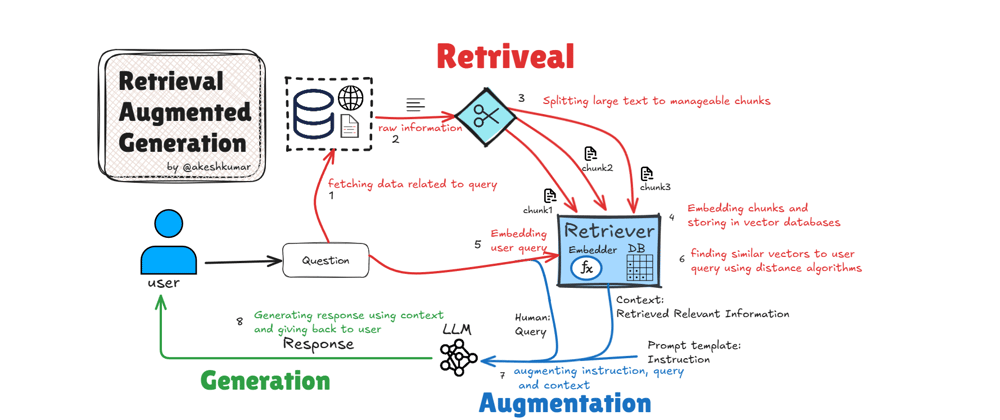 Retriveal
Retrieval
Augmented
Generation
by @akeshkumar
raw information
2
3
Splitting large text to manageable chunks
fetching data related to query
1
chunk1
chunk2
chunk3
4
Embedding chunks and
storing in vector databases
5
Embedding
user query
Retriever
Embedder
DB
fx
6
finding similar vectors to user
query using distance algorithms
user
Question
Context:
Retrieved Relevant Information
Human:
Query
Prompt template:
Instruction
8
Generating response using context
and giving back to user
Response
LLM
7
augmenting instruction, query
and context
Generation
Augmentation